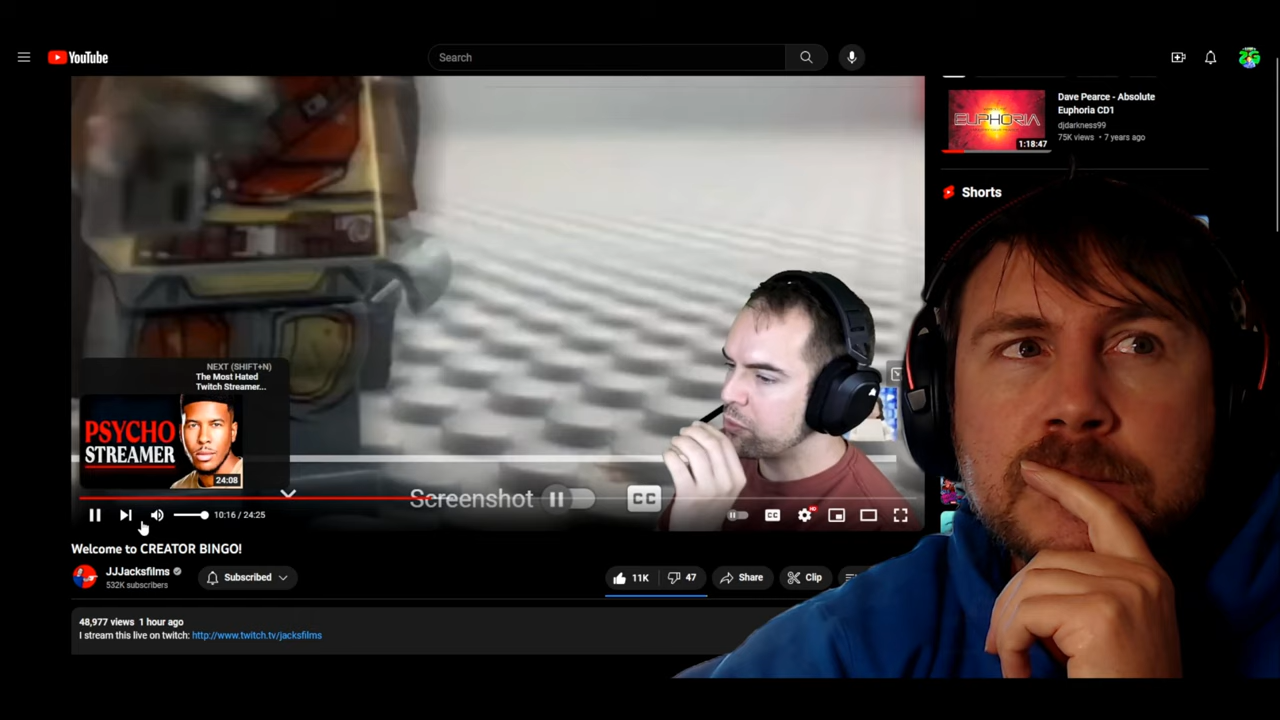 YouTube
Search
Dave Pearce - Absolute
Euphoria CD1
djdarkness99
75K views • 7 years ago
EUPHORIA
1:18:47
Shorts
NEXT (SHIFT+N)
The Most Hated
Twitch Streamer...
PSYCHO
STREAMER
24:08
Screenshot
CC
10:16 / 24:25
CC
HD
Welcome to CREATOR BINGO!
JJJacksfilms
532K subscribers
Subscribed
11K
47
Share
Clip
48,977 views 1 hour ago
I stream this live on twitch: http://www.twitch.tv/jacksfilms